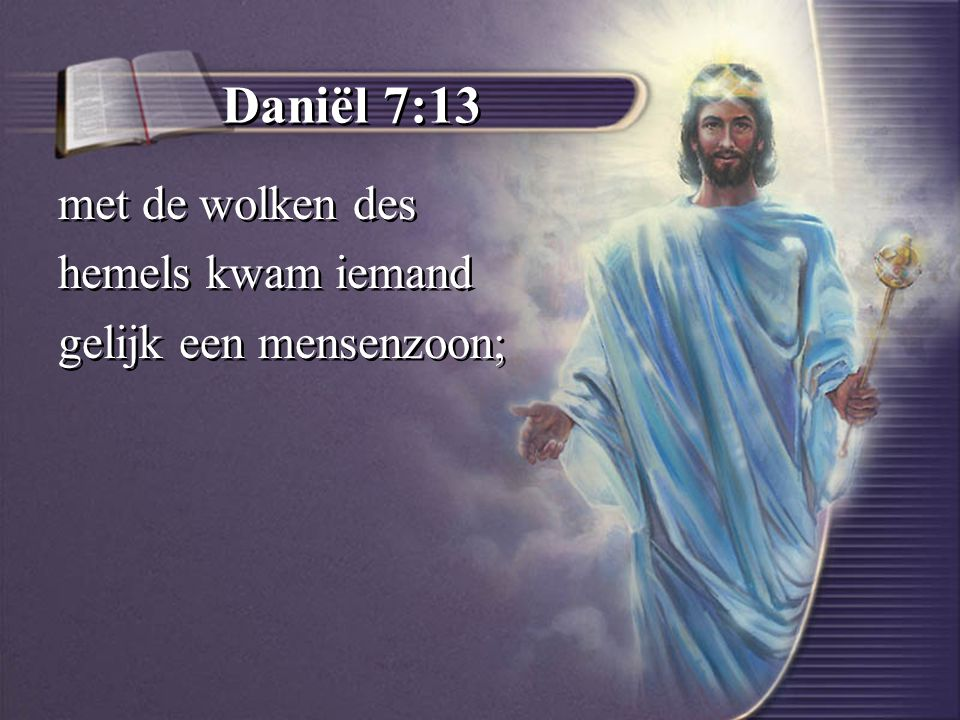 Daniël 7:13
met de wolken des
hemels kwam iemand
gelijk een mensenzoon;